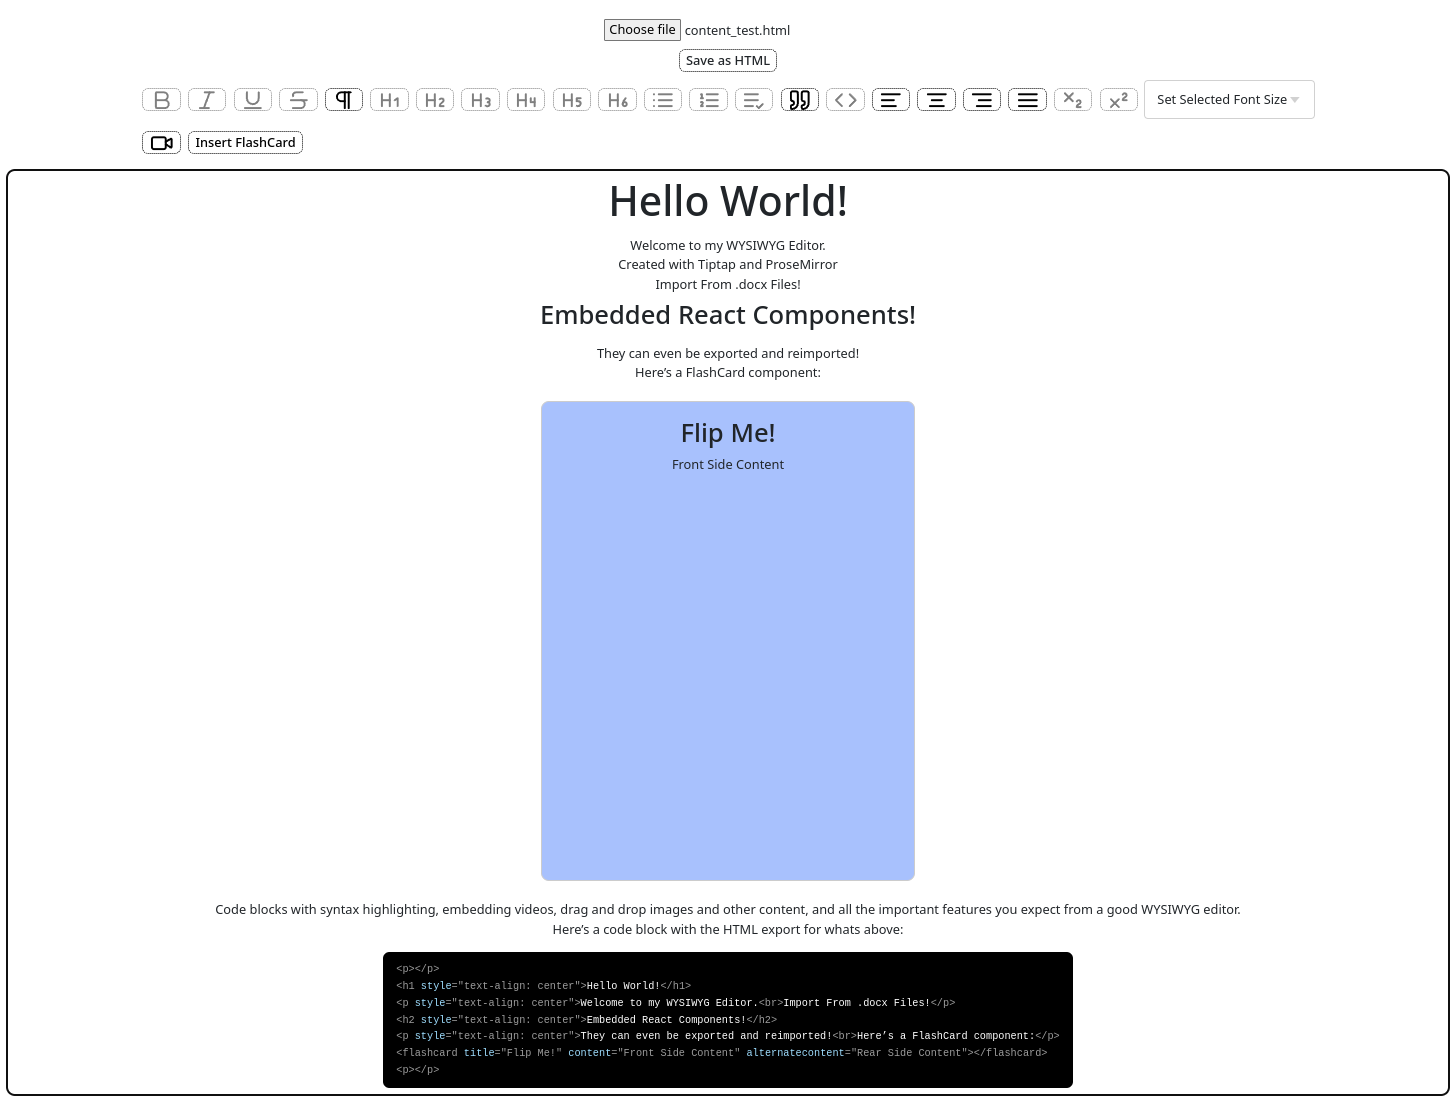 Choose file content_test.html
Save as HTML
B I U S ¶ H1 H2 H3 H4 H5 H6 X2 X2 Set Selected Font Size
Insert FlashCard
Hello World!
Welcome to my WYSIWYG Editor.
Created with Tiptap and ProseMirror
Import From .docx Files!
Embedded React Components!
They can even be exported and reimported!
Here’s a FlashCard component:
Flip Me!
Front Side Content
Code blocks with syntax highlighting, embedding videos, drag and drop images and other content, and all the important features you expect from a good WYSIWYG editor.
Here’s a code block with the HTML export for whats above:
<p></p>
<h1 style="text-align: center">Hello World!</h1>
<p style="text-align: center">Welcome to my WYSIWYG Editor.<br>Import From .docx Files!</p>
<h2 style="text-align: center">Embedded React Components!</h2>
<p style="text-align: center">They can even be exported and reimported!<br>Here’s a FlashCard component:</p>
<flashcard title="Flip Me!" content="Front Side Content" alternatecontent="Rear Side Content"></flashcard>
<p></p>